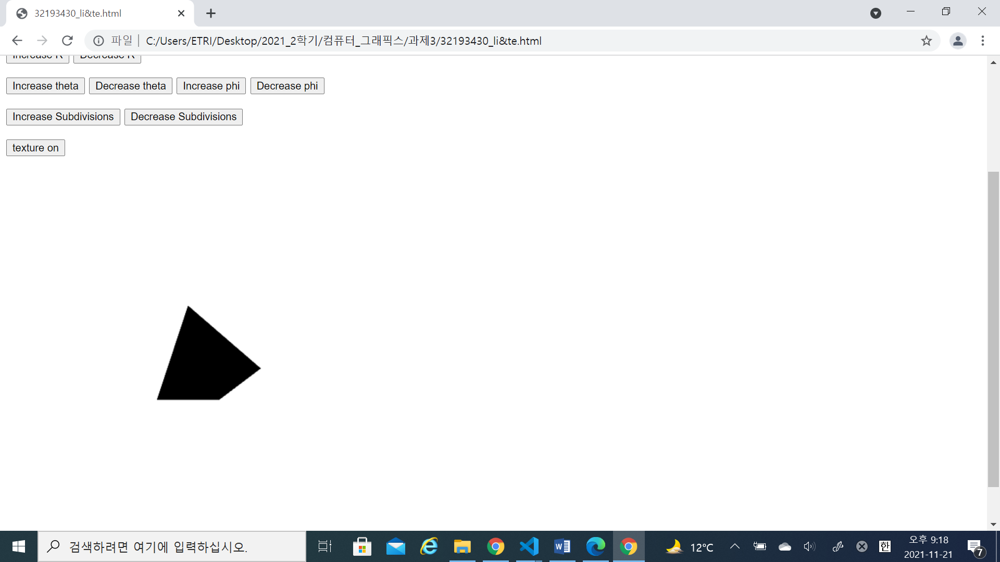 32193430_li&te.html
파일 C:/Users/ETRI/Desktop/2021_2학기/컴퓨터_그래픽스/과제3/32193430_li&te.html
Increase R Decrease R
Increase theta Decrease theta Increase phi Decrease phi
Increase Subdivisions Decrease Subdivisions
texture on
검색하려면 여기에 입력하십시오.
12°C
한
오후 9:18
2021-11-21
7